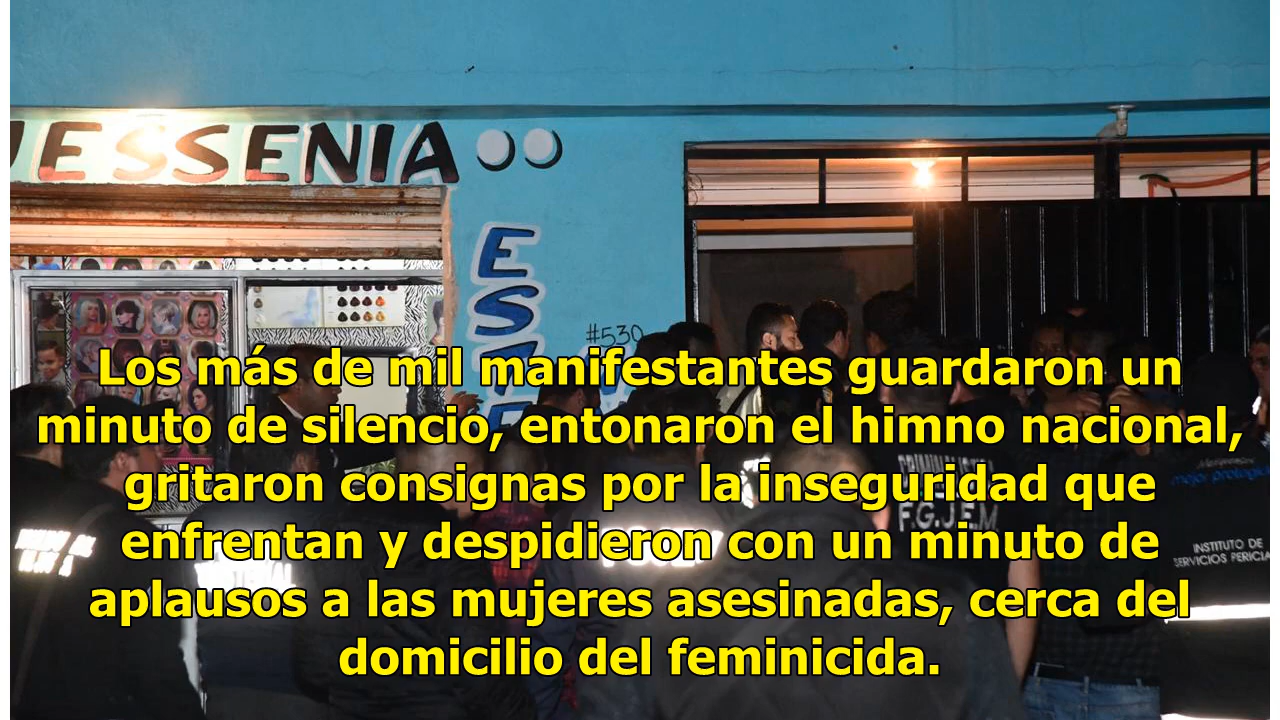 ESSENIA
#530
Los más de mil manifestantes guardaron un
minuto de silencio, entonaron el himno nacional,
gritaron consignas por la inseguridad que
enfrentan y despidieron con un minuto de
aplausos a las mujeres asesinadas, cerca del
domicilio del feminicida.
F.G.J.E.M
INSTITUTO DE
SERVICIOS PERICIA